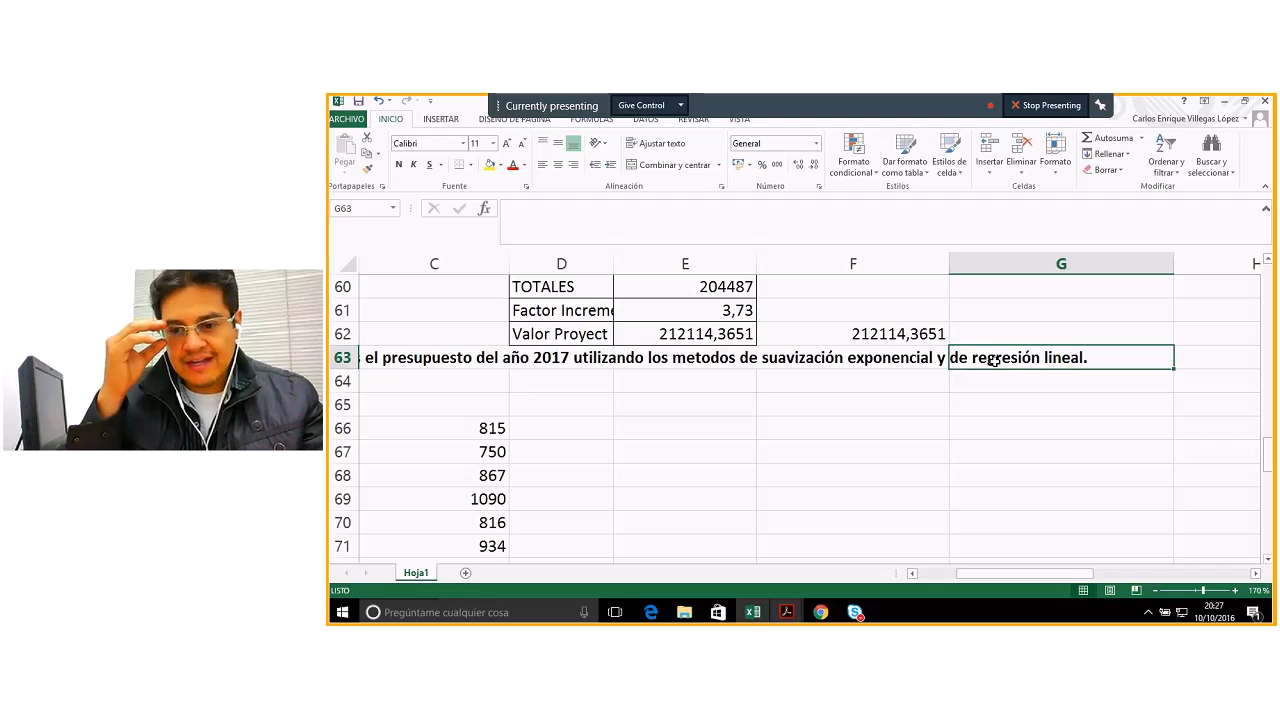 Currently presenting
Give Control
Stop Presenting
ARCHIVO INICIO INSERTAR DISEÑO DE PÁGINA FÓRMULAS DATOS REVISAR VISTA
Carlos Enrique Villegas López
Pegar
Calibri 11
N K S
Ajustar texto
Combinar y centrar
General
% 000
Formato condicional
Dar formato como tabla
Estilos de celda
Insertar
Eliminar
Formato
Autosuma
Rellenar
Borrar
Ordenar y filtrar
Buscar y seleccionar
Portapapeles Fuente Alineación Número Estilos Celdas Modificar
G63 fx
C D E F G H
60 TOTALES 204487
61 Factor Increme 3,73
62 Valor Proyect 212114,3651 212114,3651
63 el presupuesto del año 2017 utilizando los metodos de suavización exponencial y de regresión lineal.
64
65
66 815
67 750
68 867
69 1090
70 816
71 934
Hoja1
LISTO 170 %
Pregúntame cualquier cosa
20:27
10/10/2016